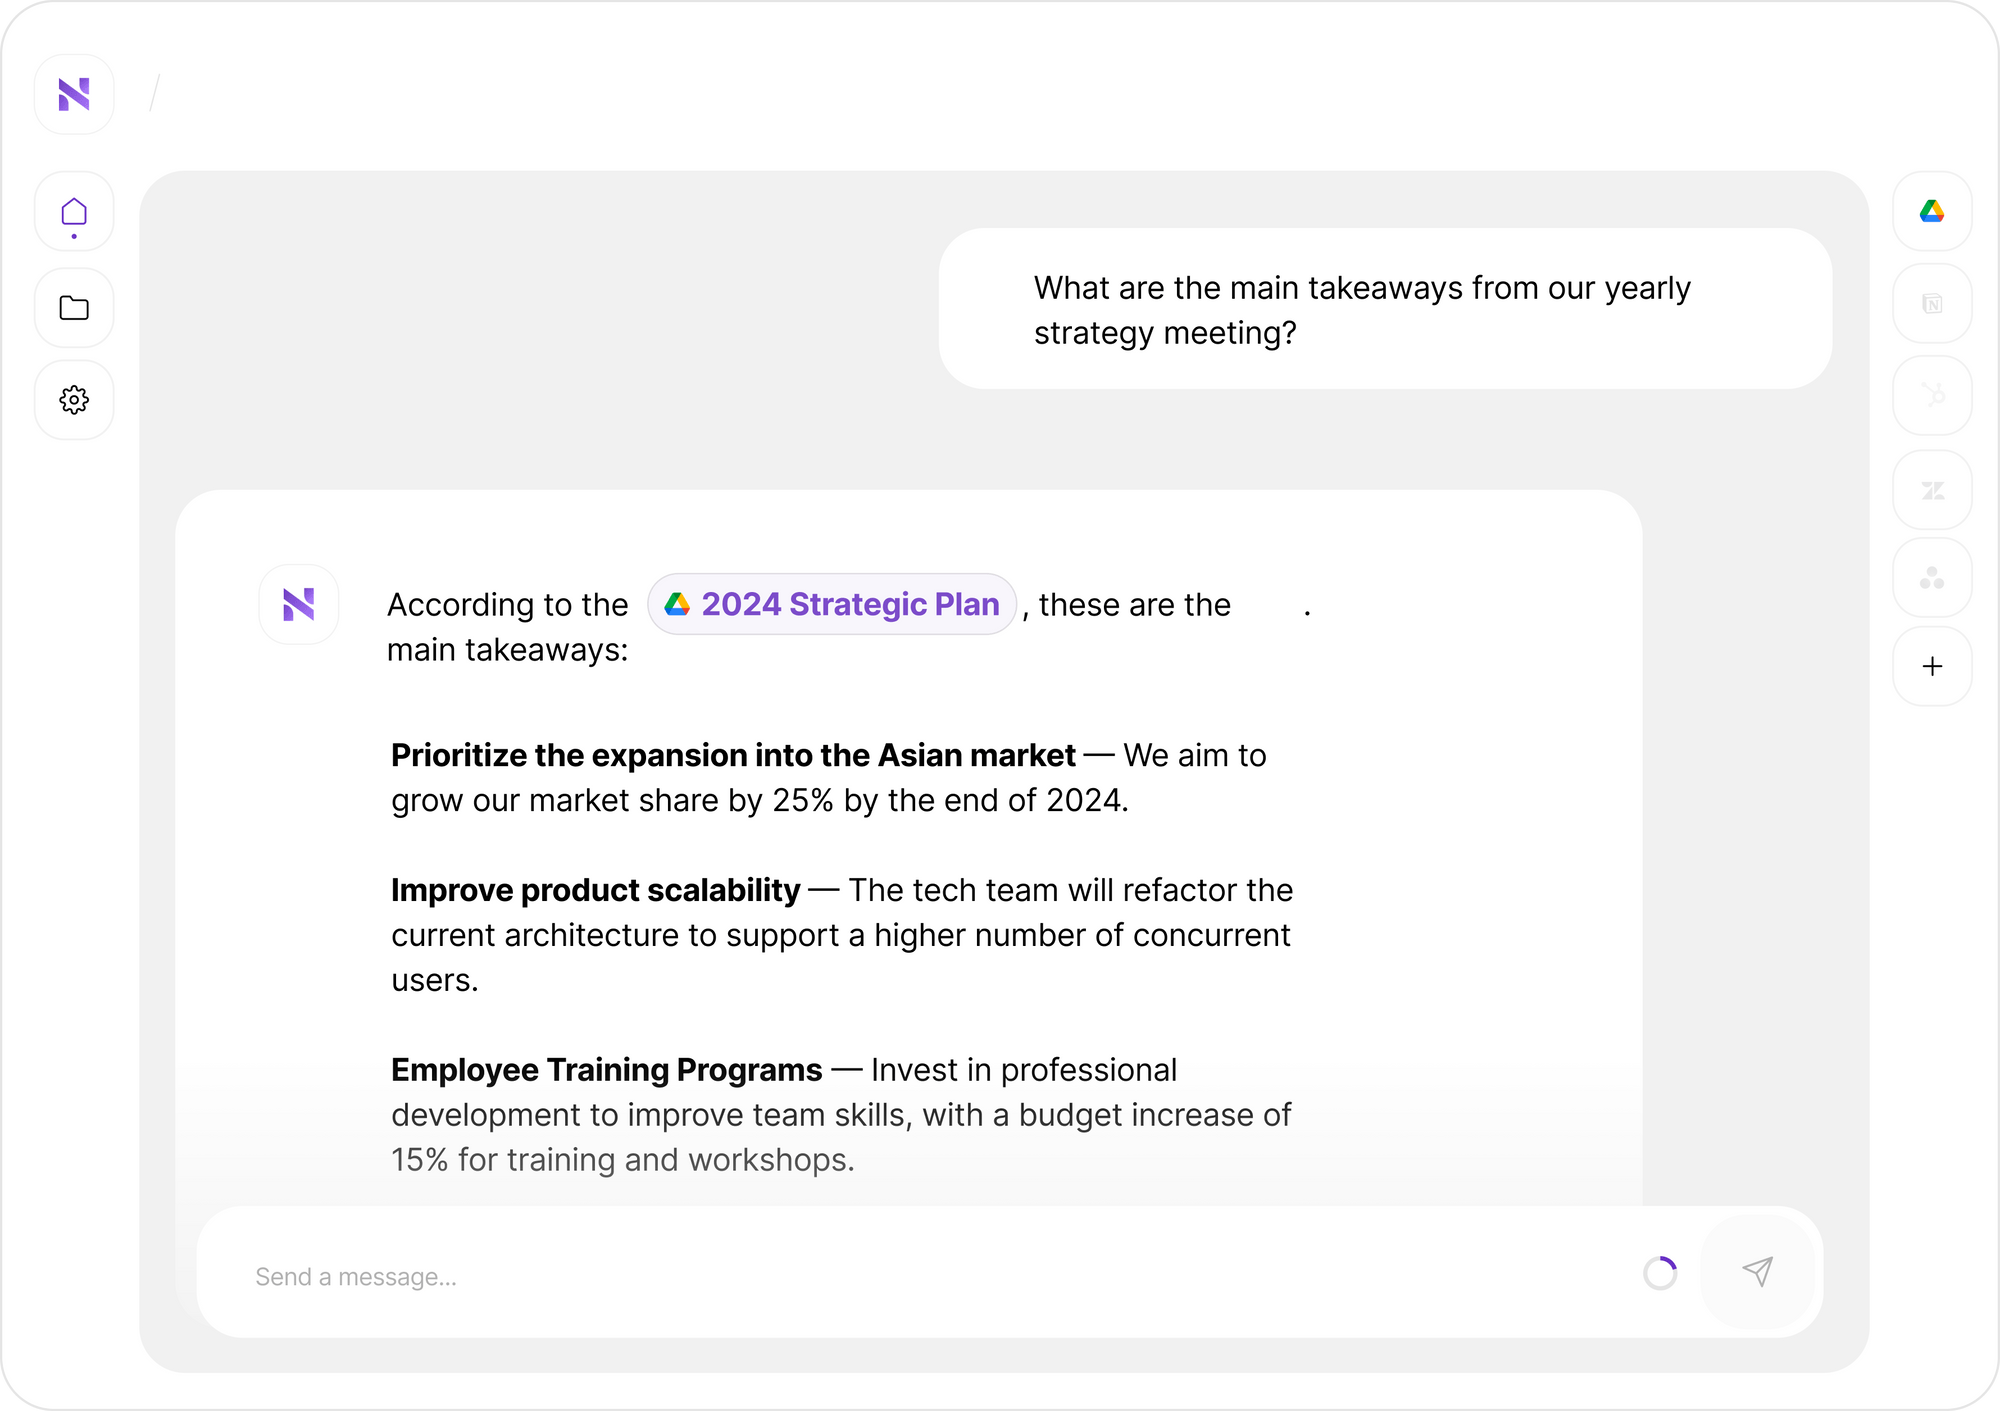 What are the main takeaways from our yearly
strategy meeting?
According to the 2024 Strategic Plan , these are the .
main takeaways:
Prioritize the expansion into the Asian market — We aim to
grow our market share by 25% by the end of 2024.
Improve product scalability — The tech team will refactor the
current architecture to support a higher number of concurrent
users.
Employee Training Programs — Invest in professional
development to improve team skills, with a budget increase of
15% for training and workshops.
Send a message...